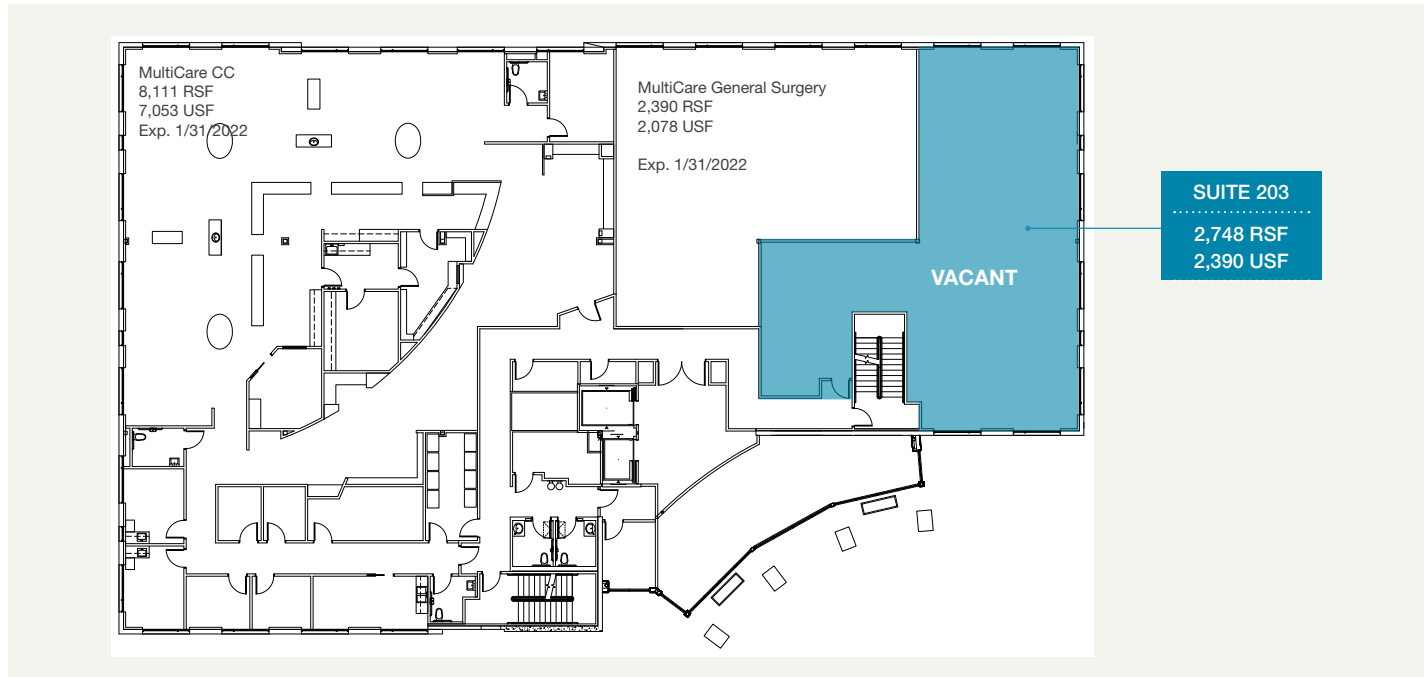 MultiCare CC
8,111 RSF
7,053 USF
Exp. 1/31/2022
MultiCare General Surgery
2,390 RSF
2,078 USF
Exp. 1/31/2022
VACANT
SUITE 203
2,748 RSF
2,390 USF